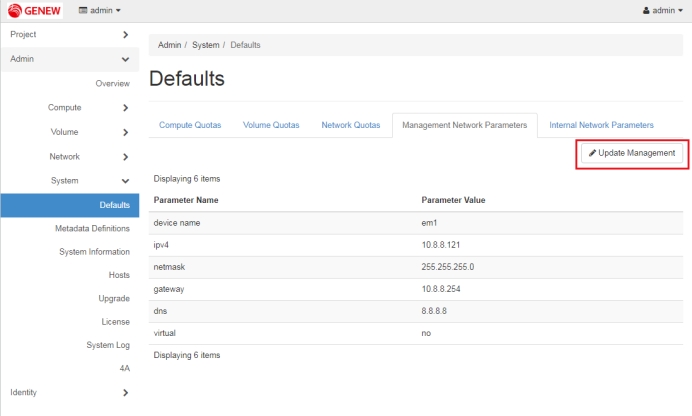 GENEW admin admin
Project
Admin
Overview
Compute
Volume
Network
System
Defaults
Metadata Definitions
System Information
Hosts
Upgrade
License
System Log
4A
Identity
Admin / System / Defaults
Defaults
Compute Quotas Volume Quotas Network Quotas Management Network Parameters Internal Network Parameters
Update Management
Displaying 6 items
Parameter Name Parameter Value
device name em1
ipv4 10.8.8.121
netmask 255.255.255.0
gateway 10.8.8.254
dns 8.8.8.8
virtual no
Displaying 6 items